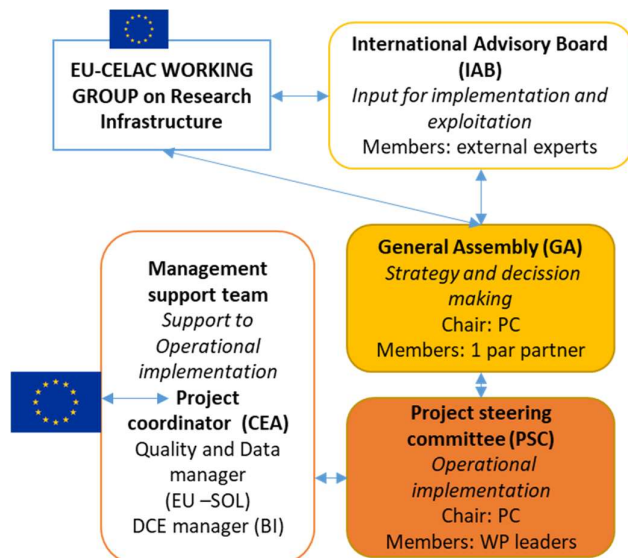 EU-CELAC WORKING
GROUP on Research
Infrastructure
International Advisory Board
(IAB)
Input for implementation and
exploitation
Members: external experts
General Assembly (GA)
Strategy and decission
making
Chair: PC
Members: 1 par partner
Management
support team
Support to
Operational
implementation
Project
coordinator (CEA)
Quality and Data
manager
(EU –SOL)
DCE manager (BI)
Project steering
committee (PSC)
Operational
implementation
Chair: PC
Members: WP leaders